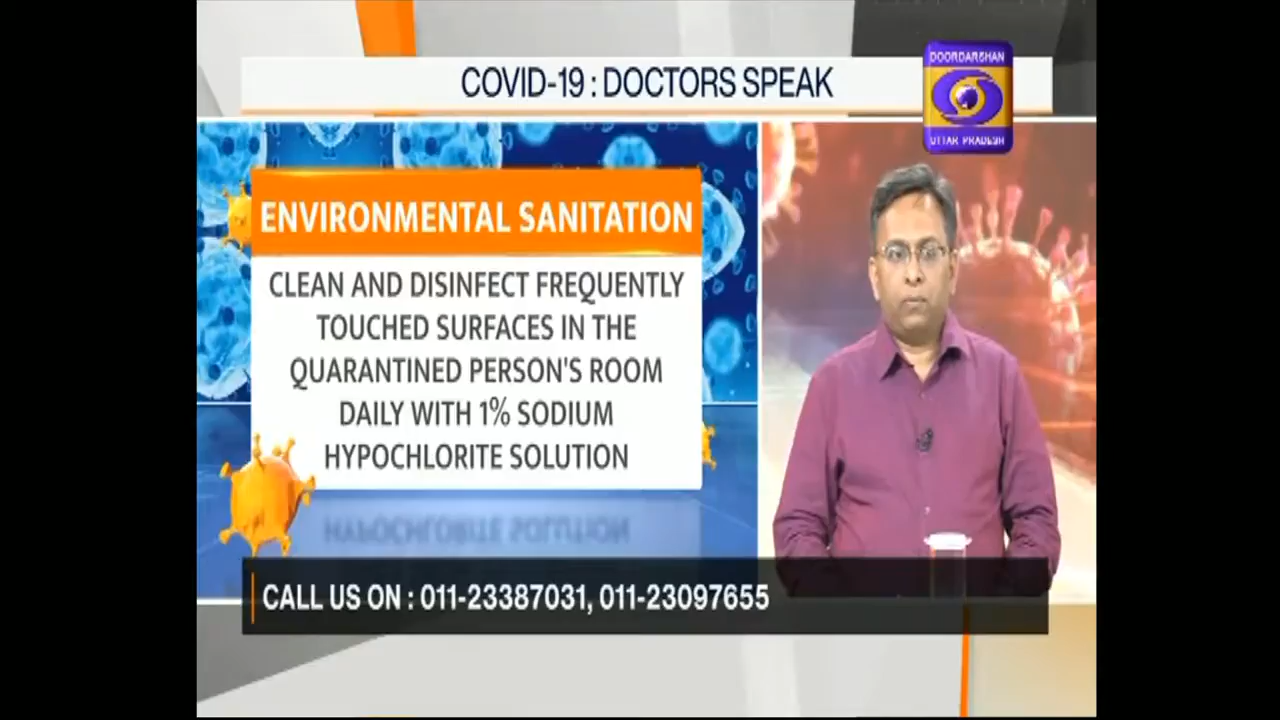 COVID-19 : DOCTORS SPEAK
DOORDARSHAN
UTTAR PRADESH
ENVIRONMENTAL SANITATION
CLEAN AND DISINFECT FREQUENTLY
TOUCHED SURFACES IN THE
QUARANTINED PERSON'S ROOM
DAILY WITH 1% SODIUM
HYPOCHLORITE SOLUTION
CALL US ON : 011-23387031, 011-23097655